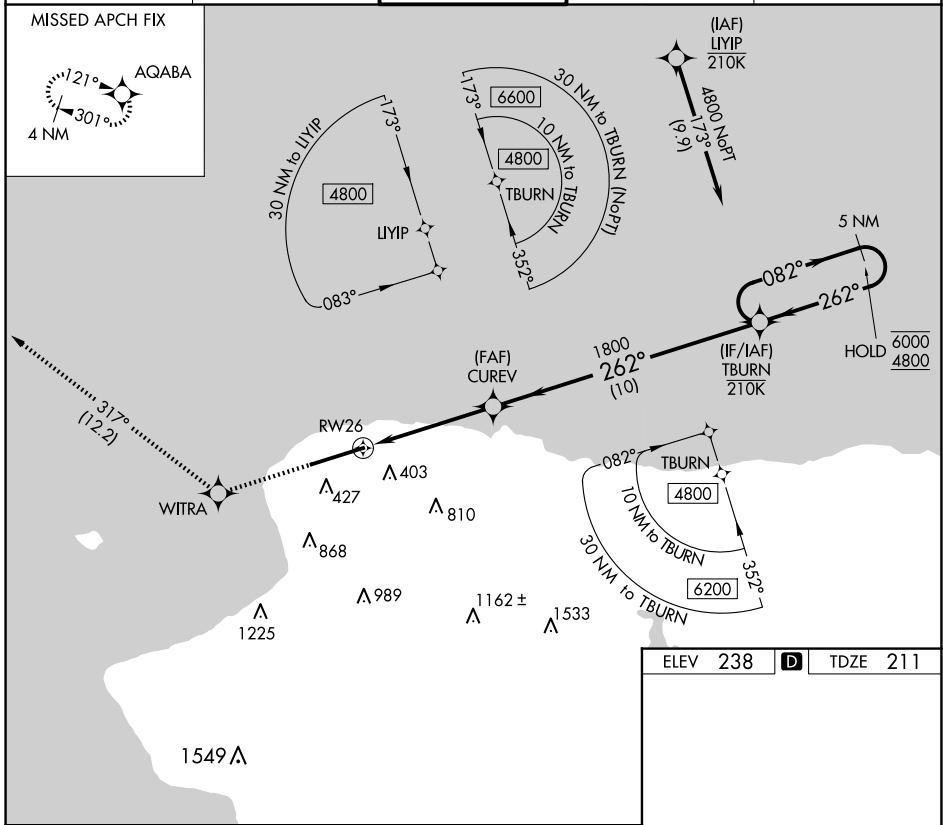 MISSED APCH FIX
121°
AQABA
301°
4 NM
(IAF)
LIYIP
210K
4800 NoPT
173°
(9.9)
30 NM to LIYIP
173°
4800
LIYIP
083°
173°
6600
30 NM to TBURN (NoPT)
10 NM to TBURN
4800
TBURN
352°
5 NM
082°
262°
HOLD
6000
4800
(IF/IAF)
TBURN
210K
1800
262°
(10)
(FAF)
CUREV
RW26
317°
(12.2)
WITRA
403
427
810
868
989
1225
1162 ±
1533
1549
082°
TBURN
4800
10 NM to TBURN
352°
6200
30 NM to TBURN
ELEV 238 D TDZE 211